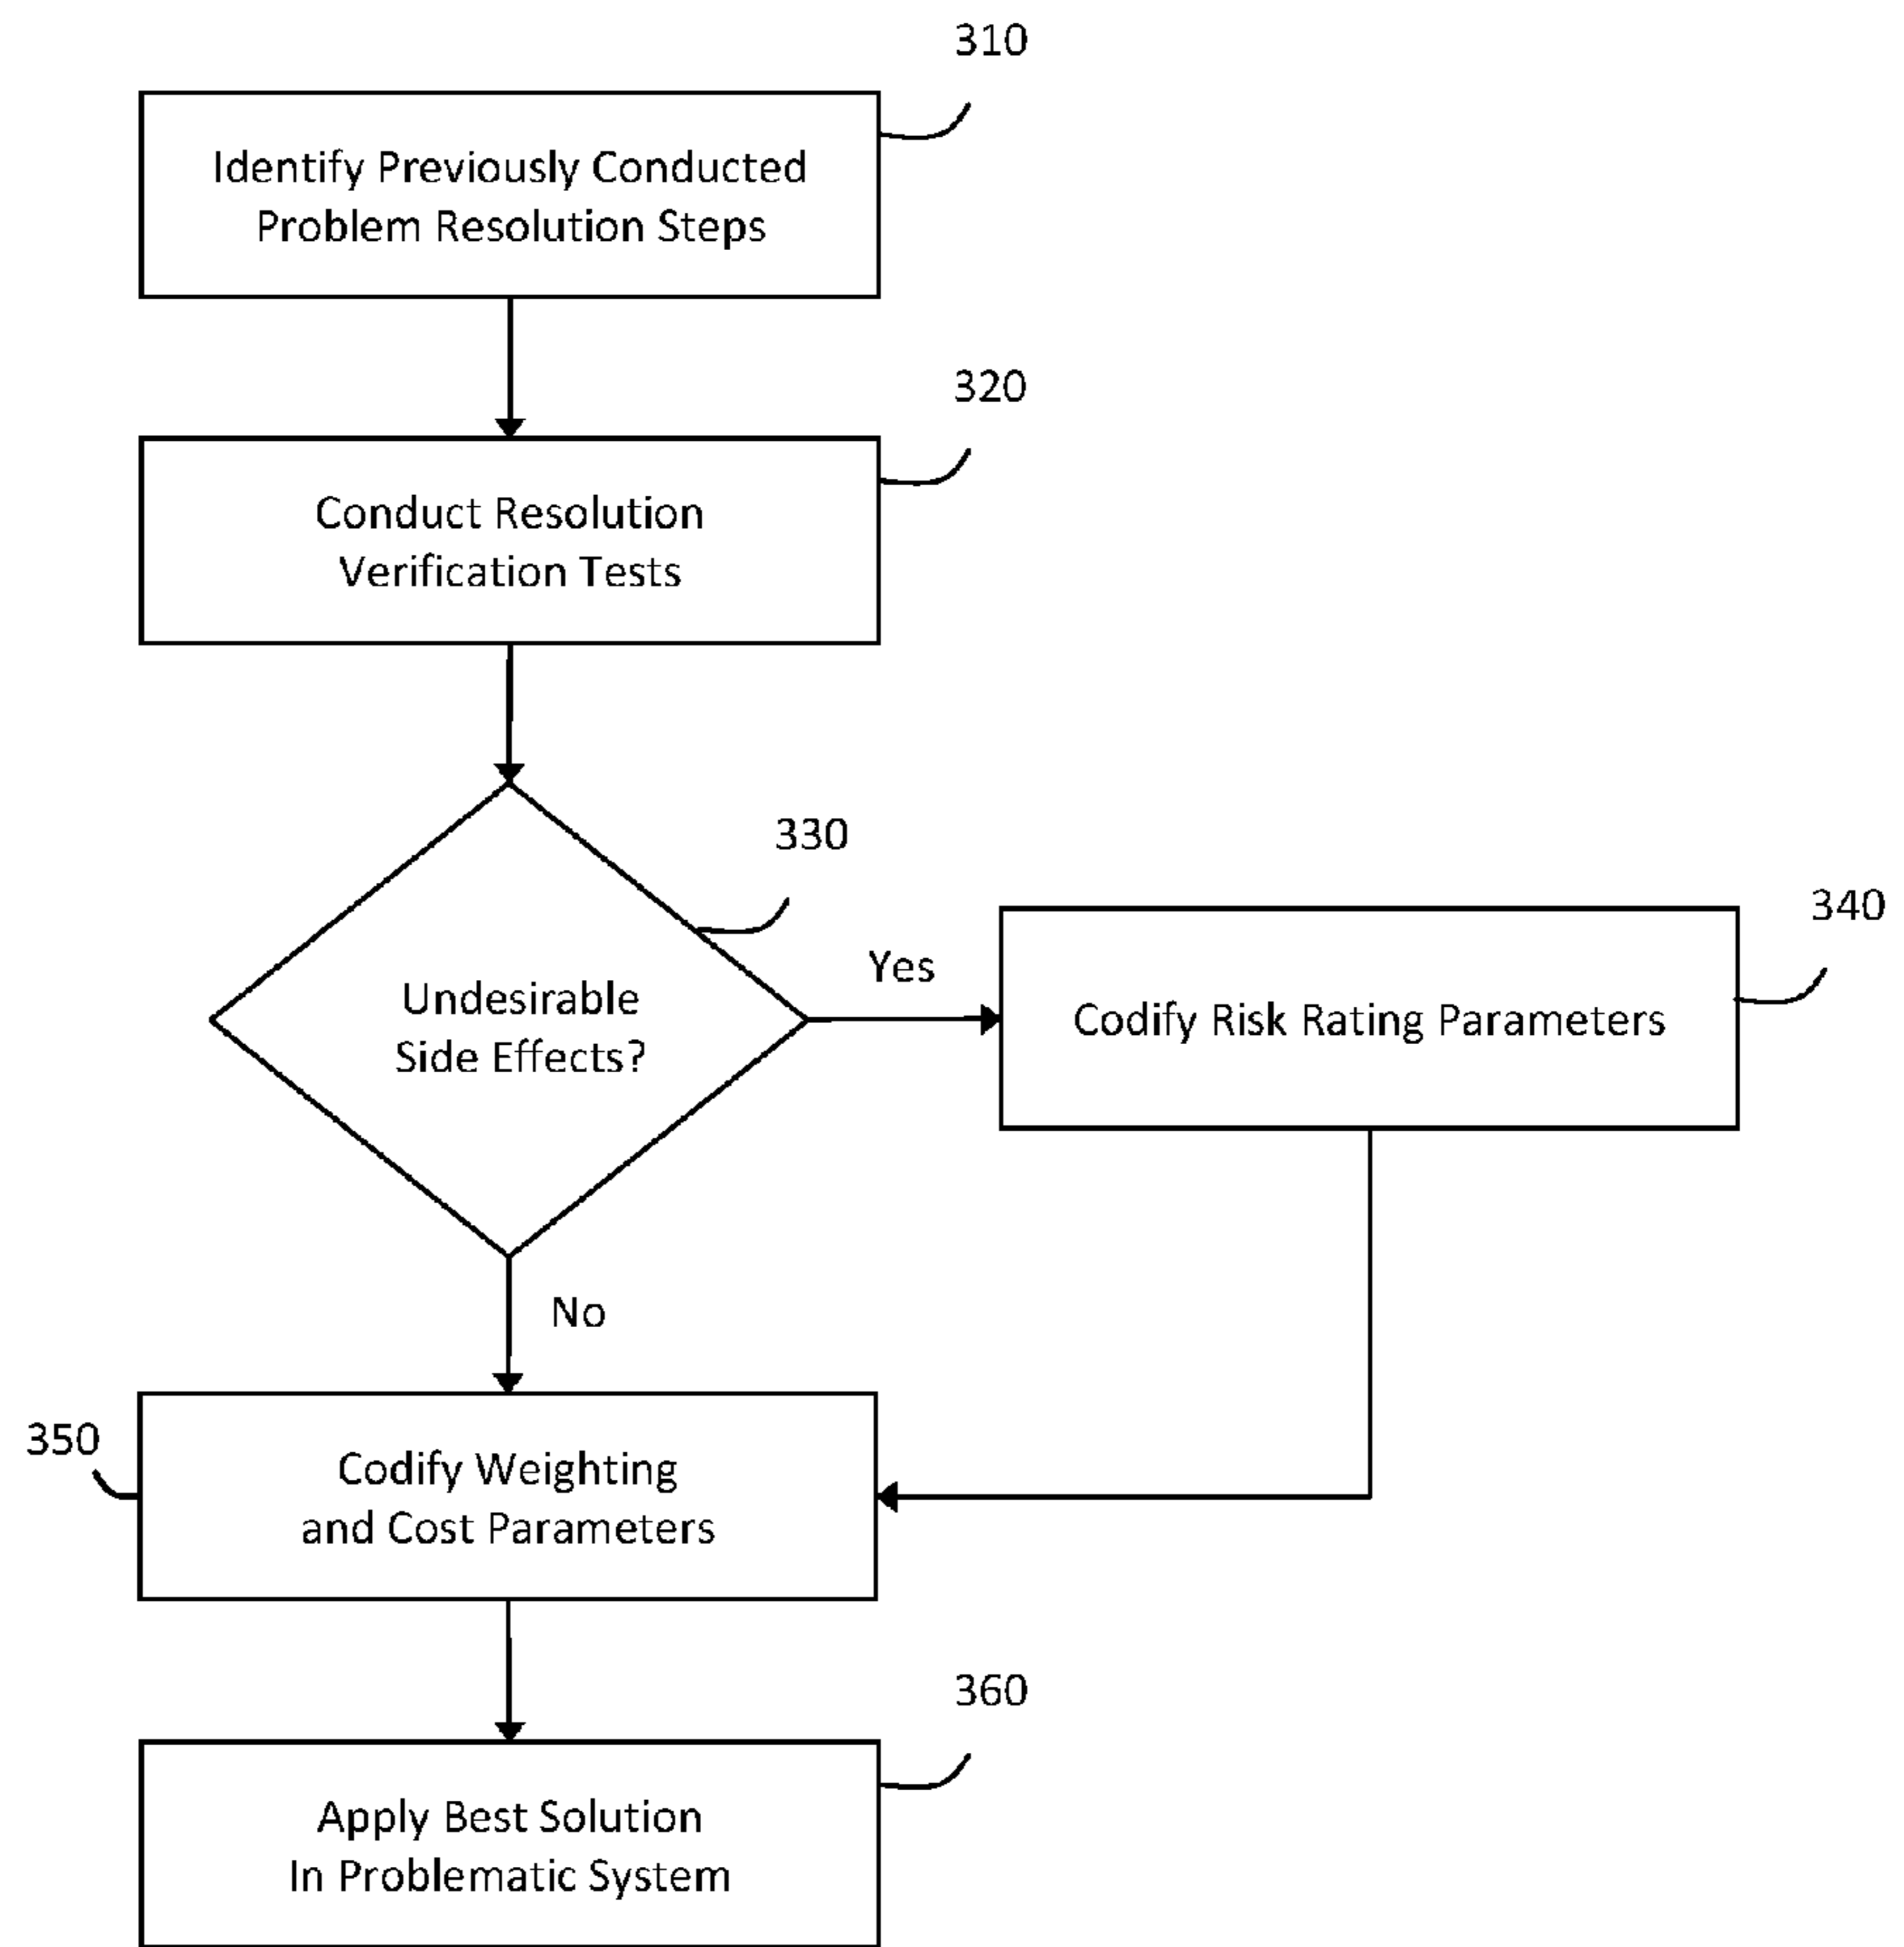 310
Identify Previously Conducted
Problem Resolution Steps
320
Conduct Resolution
Verification Tests
330
Undesirable
Side Effects?
Yes
340
Codify Risk Rating Parameters
No
350
Codify Weighting
and Cost Parameters
360
Apply Best Solution
In Problematic System